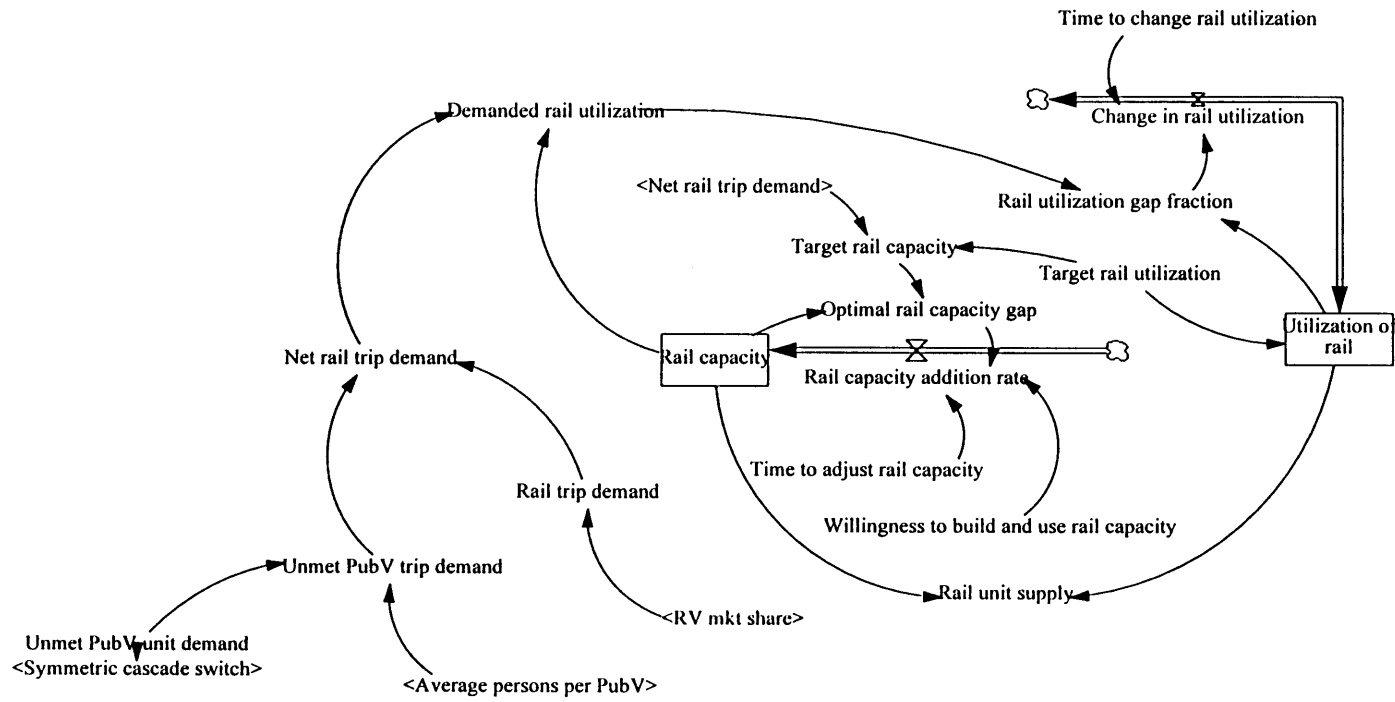 Time to change rail utilization
Demanded rail utilization
Change in rail utilization
<Net rail trip demand>
Rail utilization gap fraction
Target rail capacity
Target rail utilization
Optimal rail capacity gap
Utilization o
rail
Net rail trip demand
Rail capacity
Rail capacity addition rate
Time to adjust rail capacity
Rail trip demand
Willingness to build and use rail capacity
Unmet PubV trip demand
Rail unit supply
<RV mkt share>
Unmet PubV unit demand
<Symmetric cascade switch>
<Average persons per PubV>